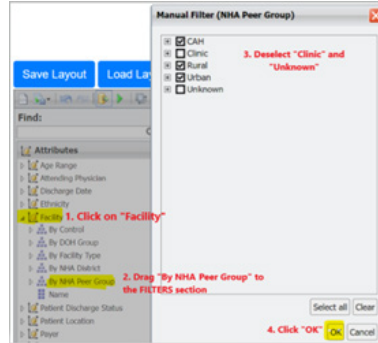 Manual Filter (NHA Peer Group)
CAH
Clinic
Rural
Urban
Unknown
3. Deselect "Clinic" and
"Unknown"
Save Layout
Load Lay
Find:
Attributes
Age Range
Attending Physician
Discharge Date
Ethnicity
Facility
1. Click on "Facility"
By Control
By DOH Group
By Facility Type
By NHA District
By NHA Peer Group
2. Drag "By NHA Peer Group" to
the FILTERS section
Name
Patient Discharge Status
Patient Location
Payer
Select all
Clear
4. Click "OK"
OK
Cancel